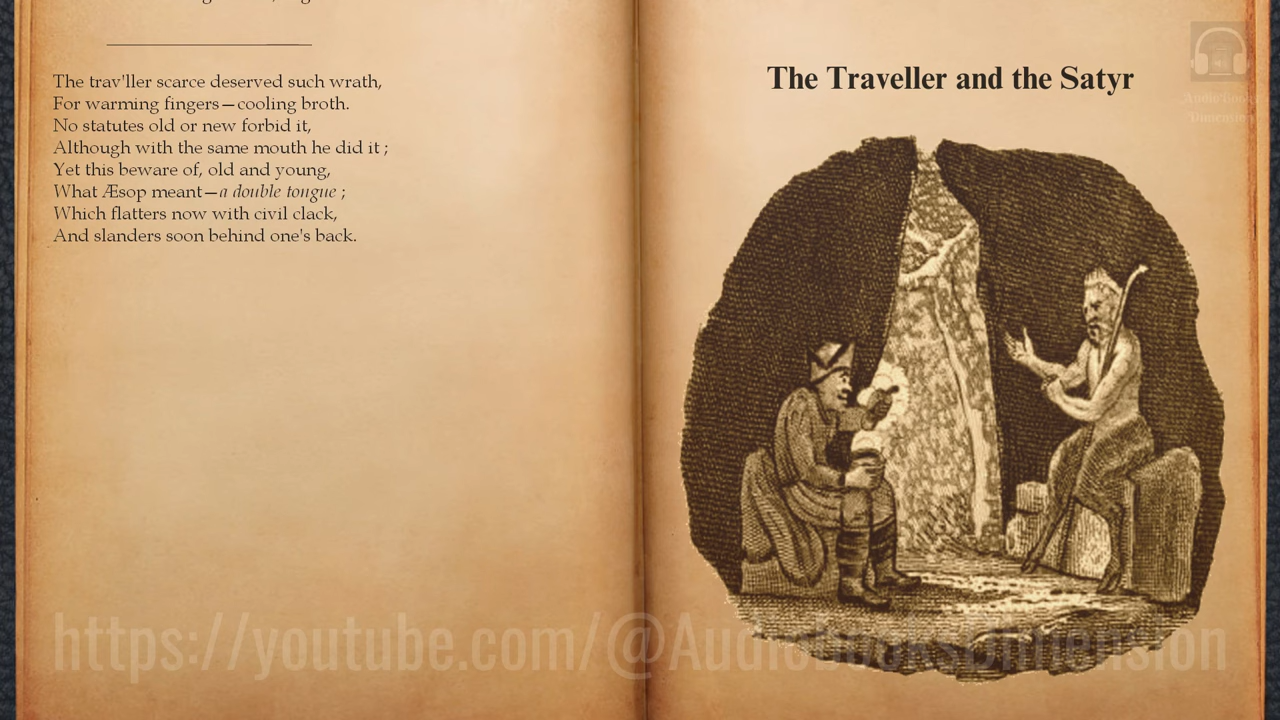 The trav'ller scarce deserved such wrath,
For warming fingers—cooling broth.
No statutes old or new forbid it,
Although with the same mouth he did it ;
Yet this beware of, old and young,
What Æsop meant—a double tongue ;
Which flatters now with civil clack,
And slanders soon behind one's back.
The Traveller and the Satyr
AudioBooks
Dimension
https://youtube.com/@AudiobooksDimension